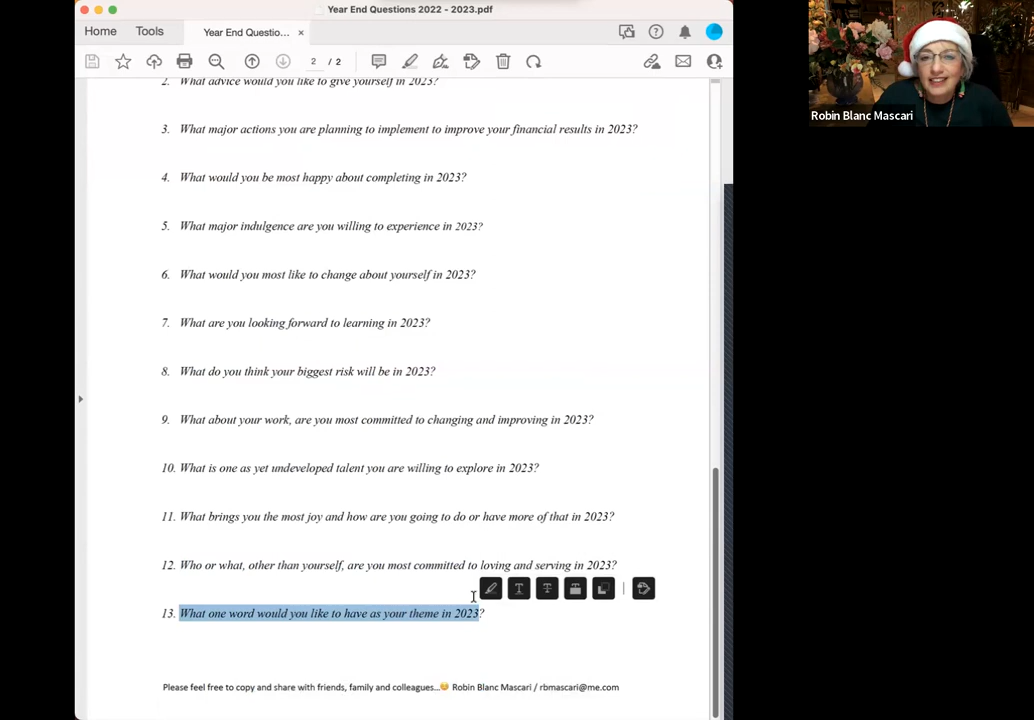 Year End Questions 2022 - 2023.pdf
Home
Tools
Year End Questio...
2 / 2
2. What advice would you like to give yourself in 2023?
3. What major actions you are planning to implement to improve your financial results in 2023?
4. What would you be most happy about completing in 2023?
5. What major indulgence are you willing to experience in 2023?
6. What would you most like to change about yourself in 2023?
7. What are you looking forward to learning in 2023?
8. What do you think your biggest risk will be in 2023?
9. What about your work, are you most committed to changing and improving in 2023?
10. What is one as yet undeveloped talent you are willing to explore in 2023?
11. What brings you the most joy and how are you going to do or have more of that in 2023?
12. Who or what, other than yourself, are you most committed to loving and serving in 2023?
13. What one word would you like to have as your theme in 2023?
Please feel free to copy and share with friends, family and colleagues...😊 Robin Blanc Mascari / rbmascari@me.com
Robin Blanc Mascari